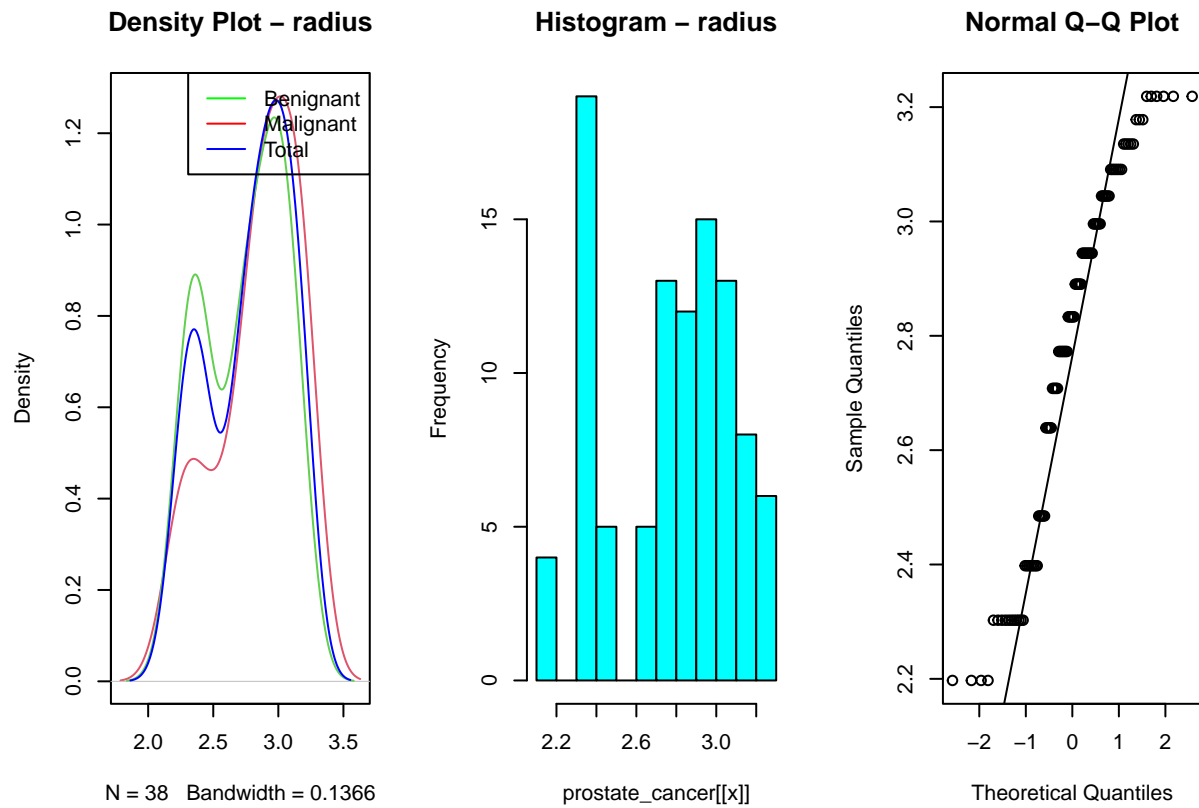 Density Plot − radius
Benignant
Malignant
Total
Density
0.0
0.2
0.4
0.6
0.8
1.0
1.2
2.0 2.5 3.0 3.5
N = 38 Bandwidth = 0.1366
Histogram − radius
Frequency
0
5
10
15
2.2 2.6 3.0
prostate_cancer[[x]]
Normal Q−Q Plot
Sample Quantiles
2.2
2.4
2.6
2.8
3.0
3.2
−2 −1 0 1 2
Theoretical Quantiles